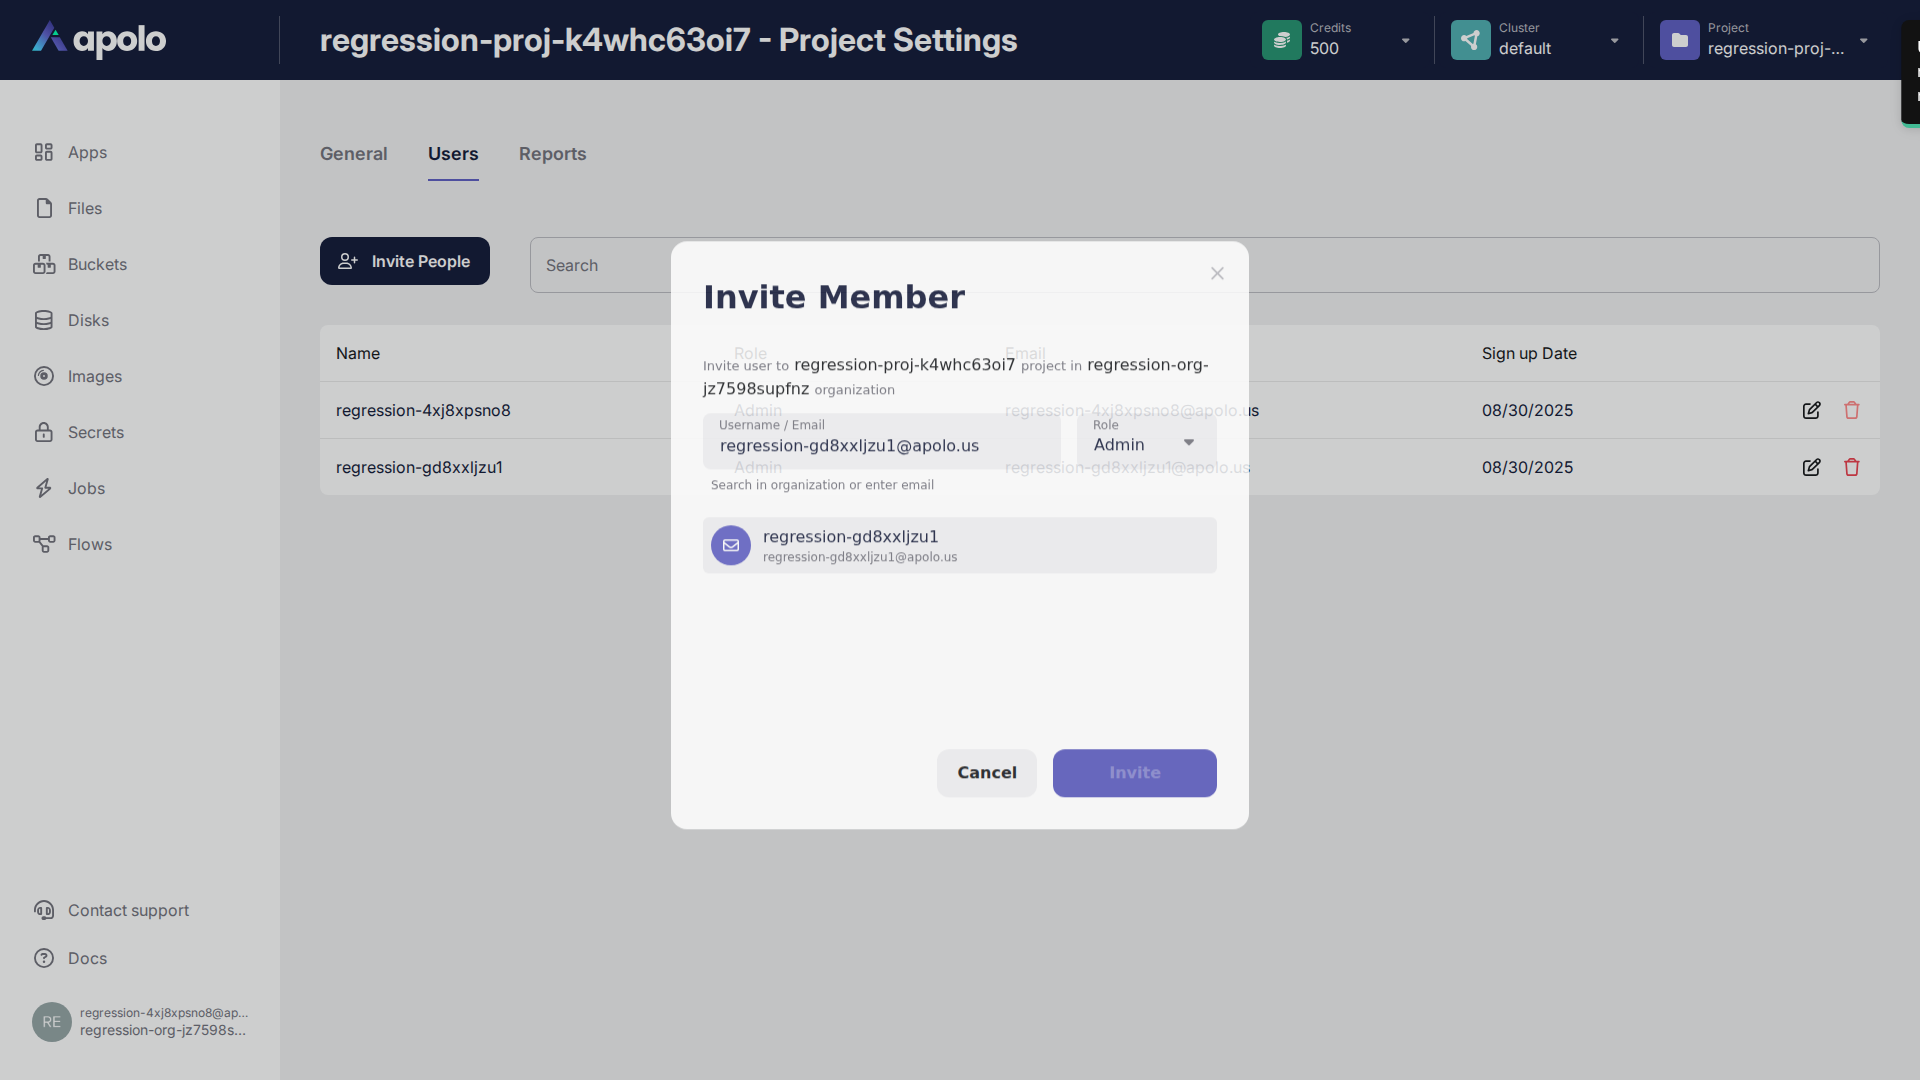 apolo
regression-proj-k4whc63oi7 - Project Settings
Credits
500
Cluster
default
Project
regression-proj-...
Apps
Files
Buckets
Disks
Images
Secrets
Jobs
Flows
Contact support
Docs
RE
regression-4xj8xpsno8@ap...
regression-org-jz7598s...
General
Users
Reports
Invite People
Search
Name
Role
Email
Sign up Date
regression-4xj8xpsno8
Admin
regression-4xj8xpsno8@apolo.us
08/30/2025
regression-gd8xxljzu1
Admin
regression-gd8xxljzu1@apolo.us
08/30/2025
Invite Member
Invite user to regression-proj-k4whc63oi7 project in regression-org-
jz7598supfnz organization
Username / Email
regression-gd8xxljzu1@apolo.us
Role
Admin
Search in organization or enter email
regression-gd8xxljzu1
regression-gd8xxljzu1@apolo.us
Cancel
Invite